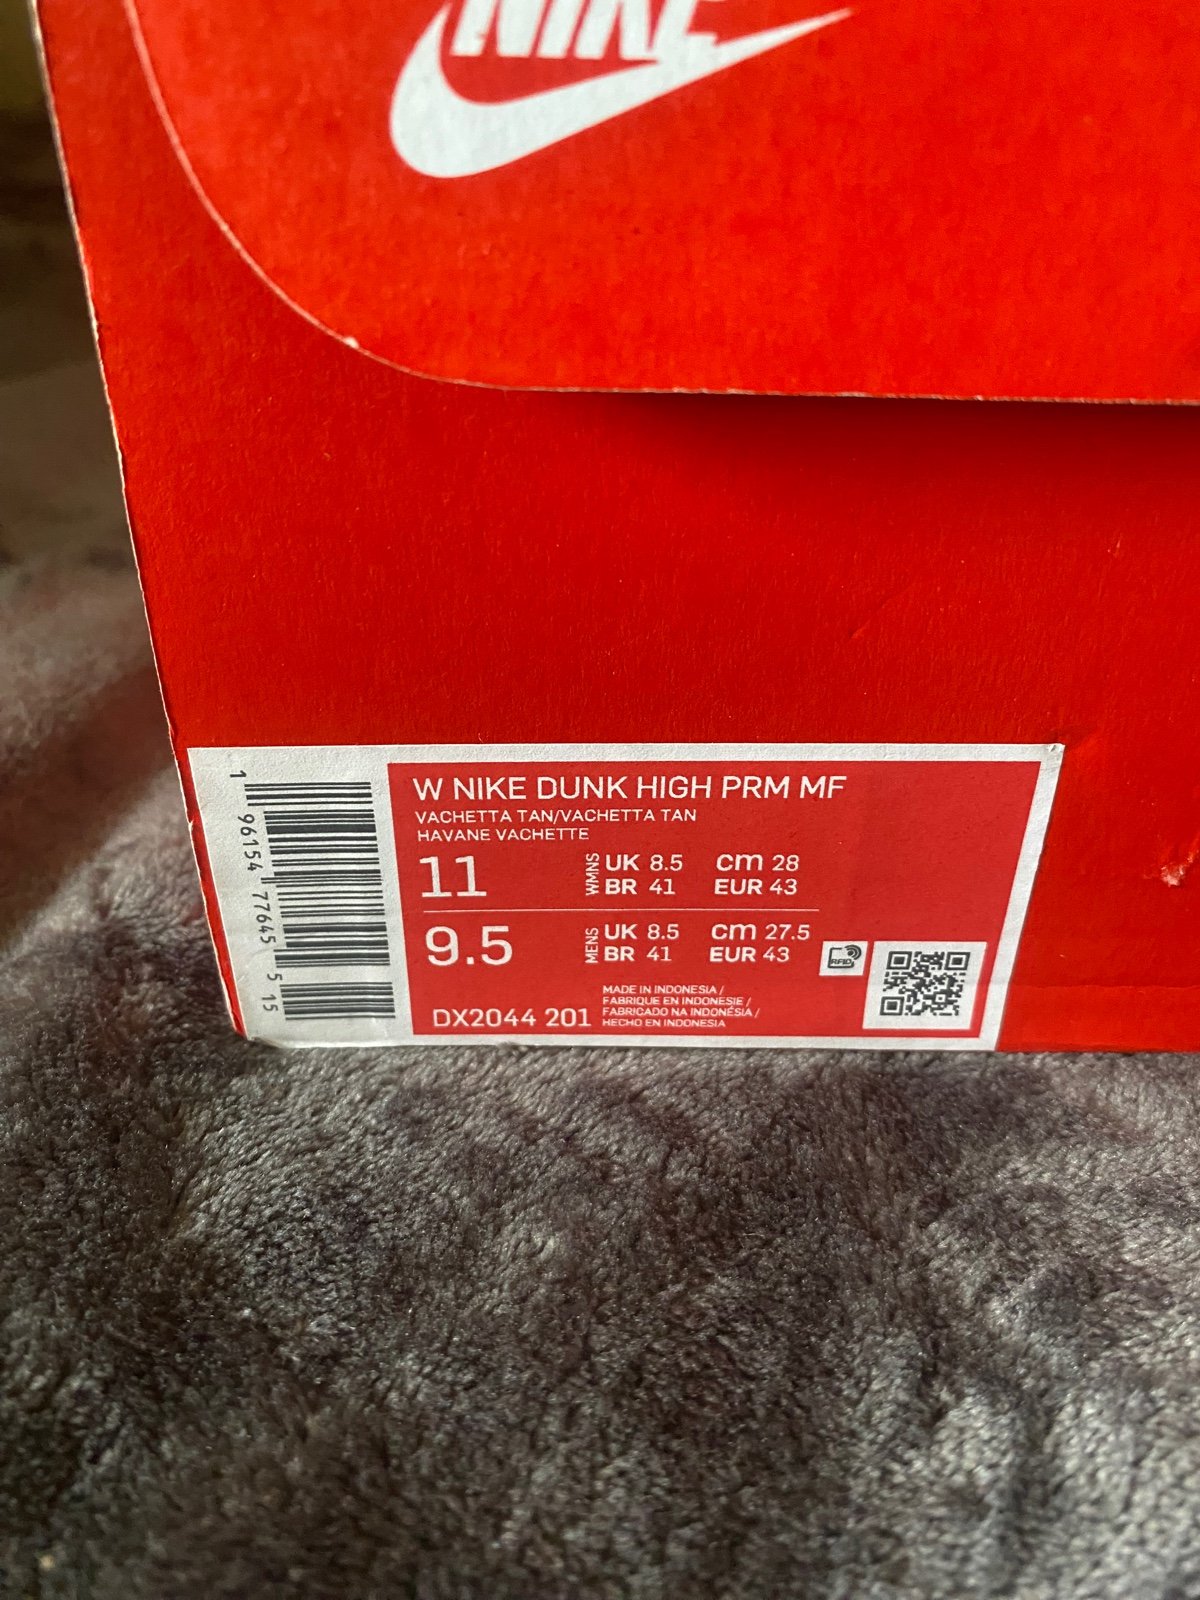 NIKE
W NIKE DUNK HIGH PRM MF
VACHETTA TAN/VACHETTA TAN
HAVANE VACHETTE
11
WMNS
UK 8.5 cm 28
BR 41 EUR 43
9.5
MENS
UK 8.5 cm 27.5
BR 41 EUR 43
RFID
DX2044 201
MADE IN INDONESIA /
FABRIQUE EN INDONESIE /
FABRICADO NA INDONÉSIA /
HECHO EN INDONESIA
1 96154 77645 5 15